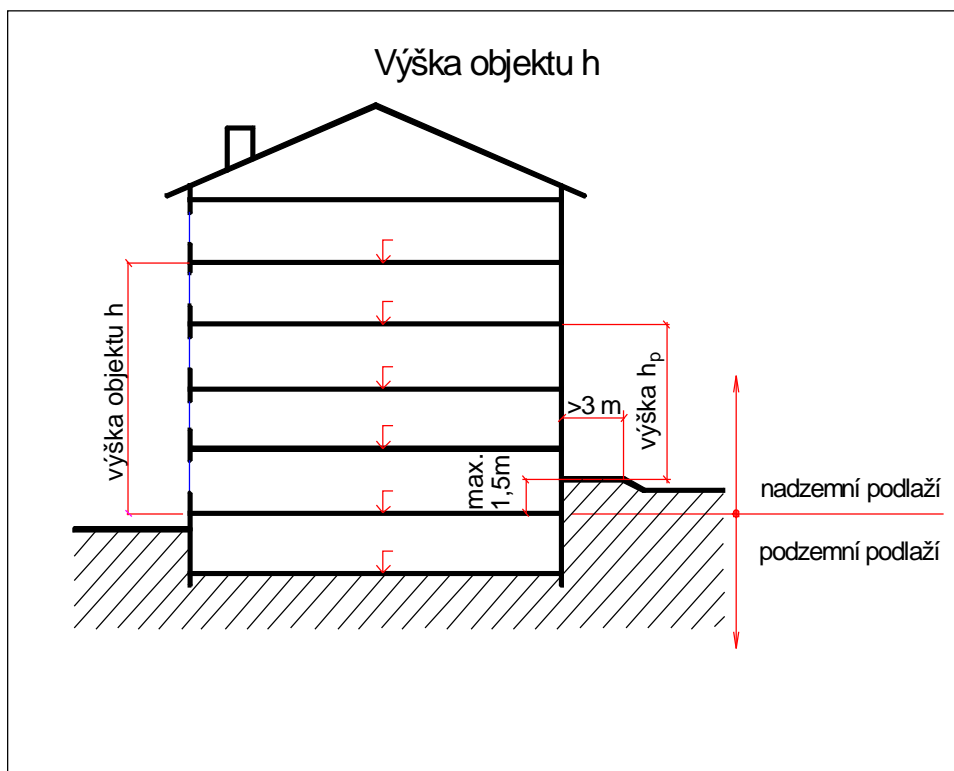 Výška objektu h
výška objektu h
>3 m
výška hₚ
max.
1,5m
nadzemní podlaží
podzemní podlaží